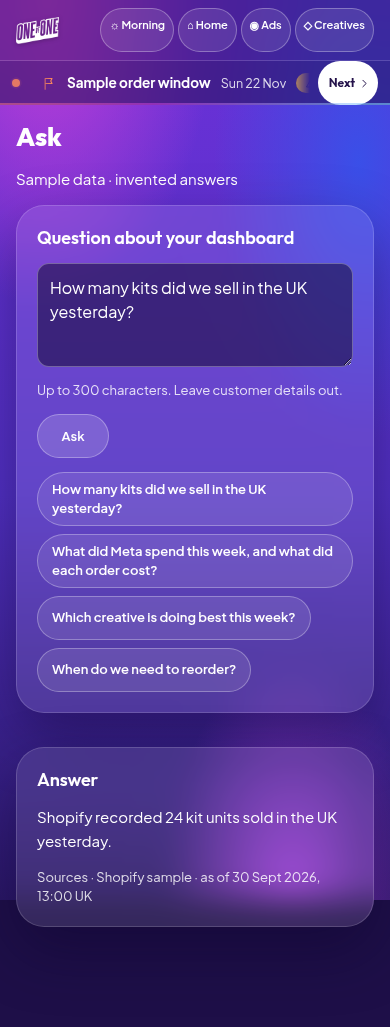 ONE·ONE
☼ Morning
⌂ Home
◉ Ads
◇ Creatives
Sample order window Sun 22 Nov
Next >
Ask
Sample data · invented answers
Question about your dashboard
How many kits did we sell in the UK
yesterday?
Up to 300 characters. Leave customer details out.
Ask
How many kits did we sell in the UK
yesterday?
What did Meta spend this week, and what did
each order cost?
Which creative is doing best this week?
When do we need to reorder?
Answer
Shopify recorded 24 kit units sold in the UK
yesterday.
Sources · Shopify sample · as of 30 Sept 2026,
13:00 UK